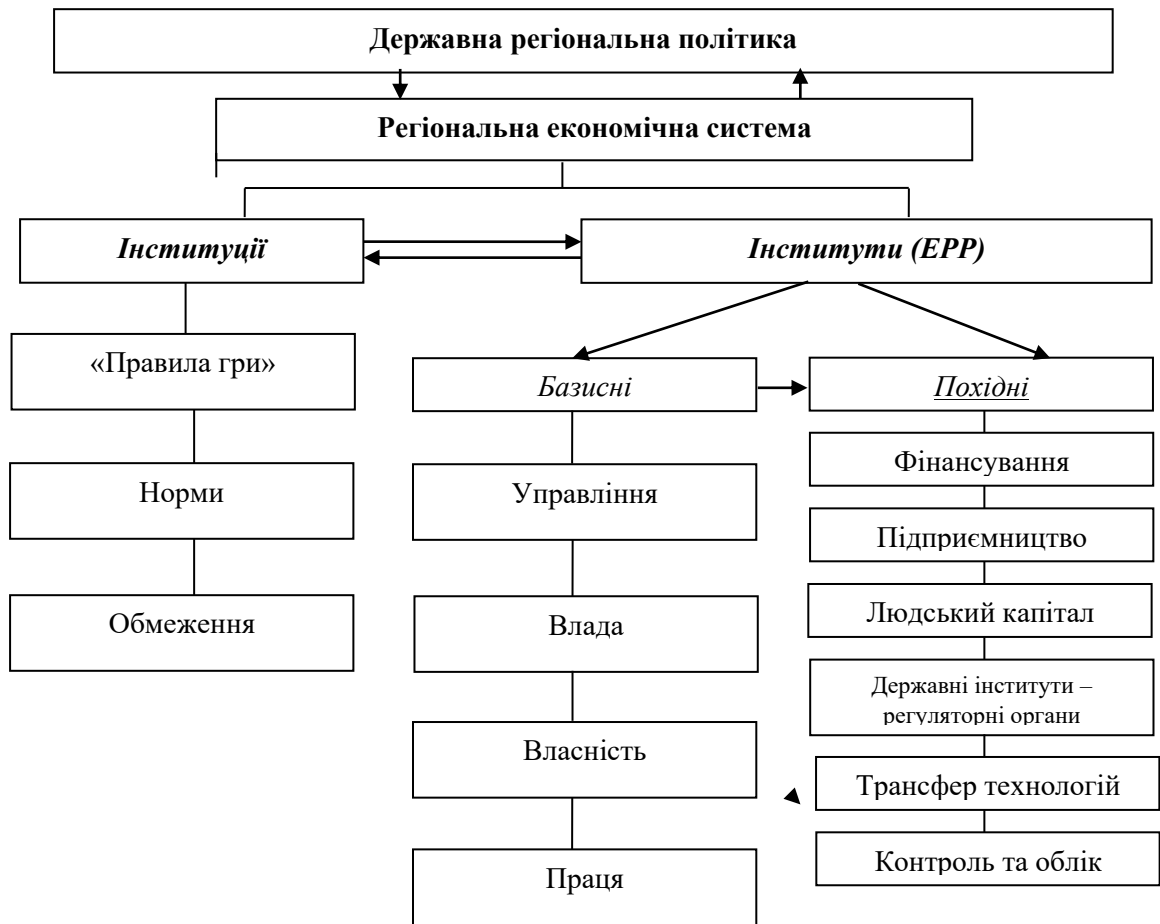 Державна регіональна політика
Регіональна економічна система
Інституції
Інститути (ЕРР)
«Правила гри»
Норми
Обмеження
Базисні
Управління
Влада
Власність
Праця
Похідні
Фінансування
Підприємництво
Людський капітал
Державні інститути –
регуляторні органи
Трансфер технологій
Контроль та облік